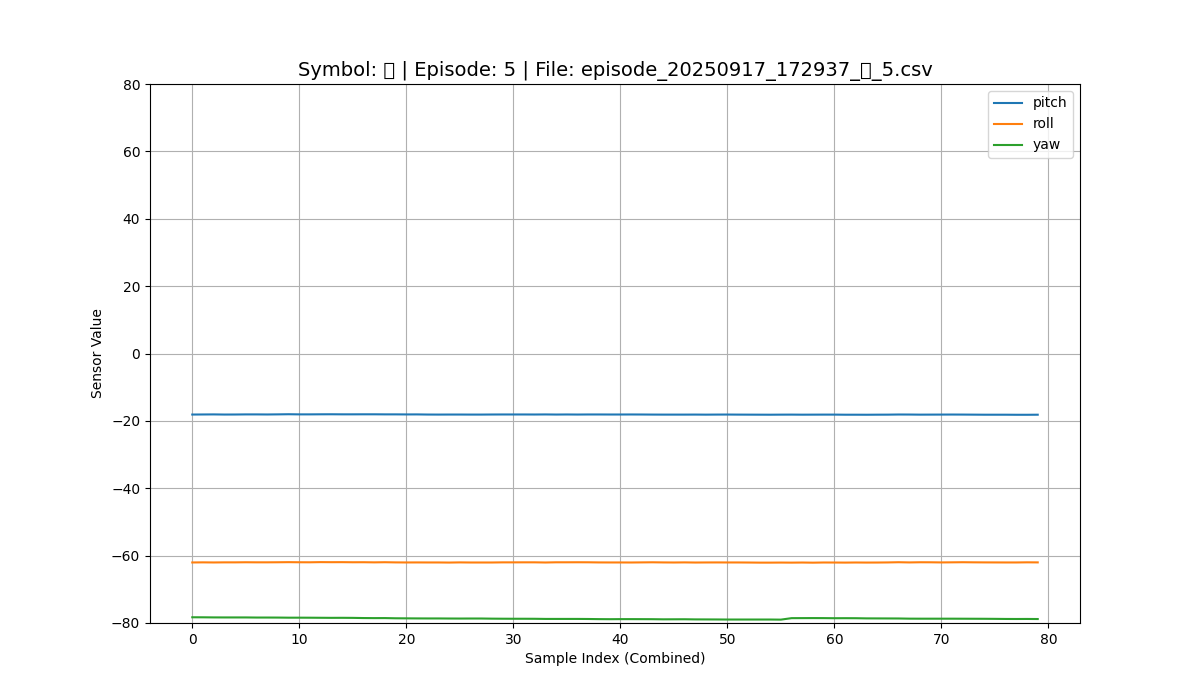 Symbol: ▯ | Episode: 5 | File: episode_20250917_172937_▯_5.csv
pitch
roll
yaw
Sensor Value
80
60
40
20
0
−20
−40
−60
−80
0 10 20 30 40 50 60 70 80
Sample Index (Combined)